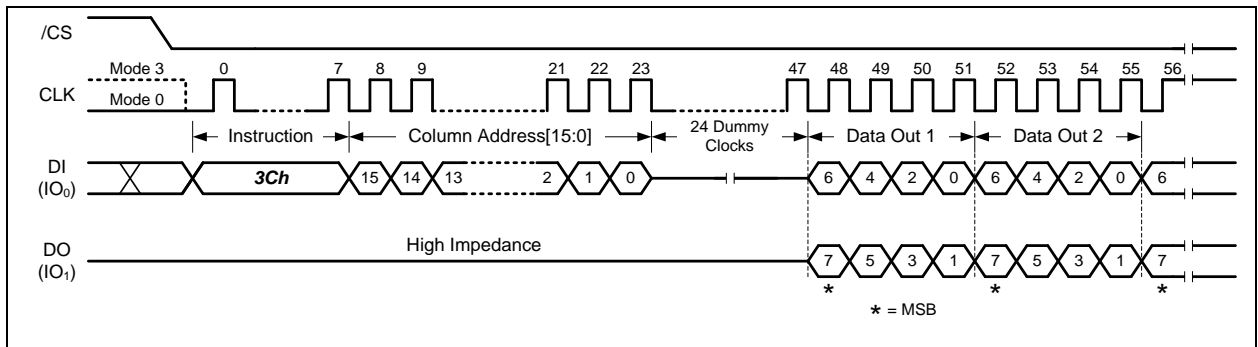 /CS
Mode 3 0 7 8 9 21 22 23 47 48 49 50 51 52 53 54 55 56
CLK
Mode 0
Instruction Column Address[15:0] 24 Dummy Clocks Data Out 1 Data Out 2
DI
(IO0) 3Ch 15 14 13 2 1 0 6 4 2 0 6 4 2 0 6
High Impedance
DO
(IO1) 7 5 3 1 7 5 3 1 7
* * *
* = MSB